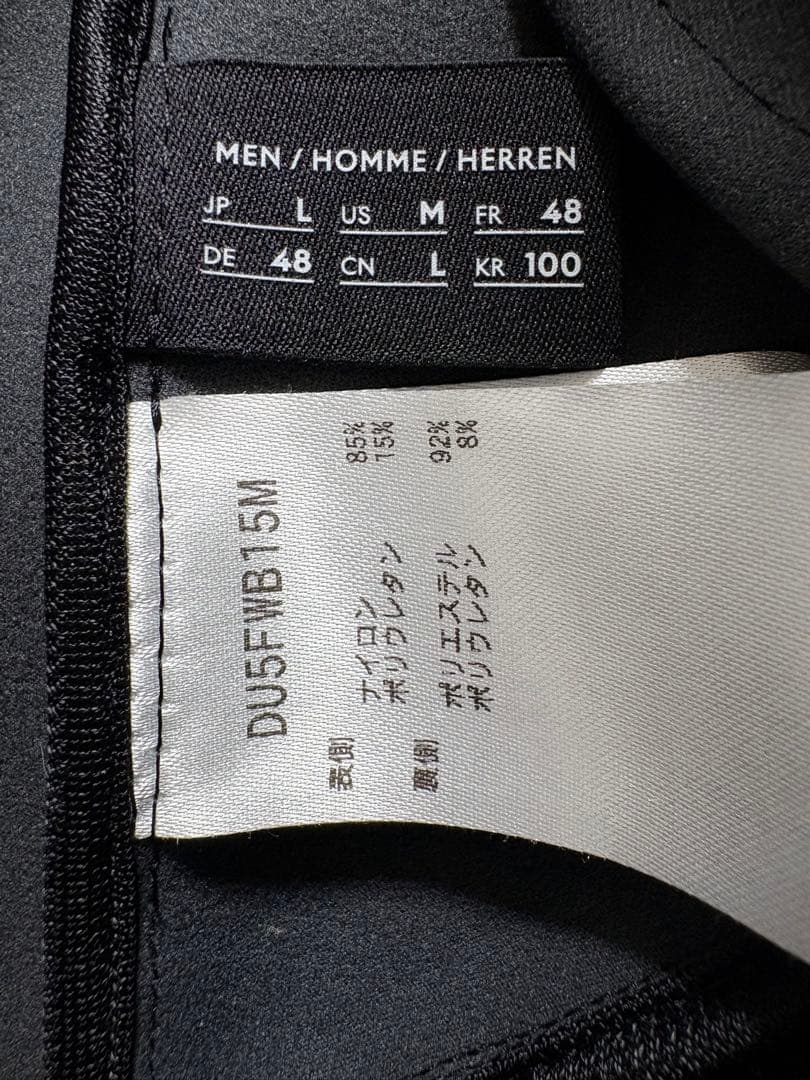 MEN / HOMME / HERREN
JP L US M FR 48
DE 48 CN L KR 100
DU5FWB15M
表側 ナイロン 85%
ポリウレタン 15%
裏側 ポリエステル 92%
ポリウレタン 8%